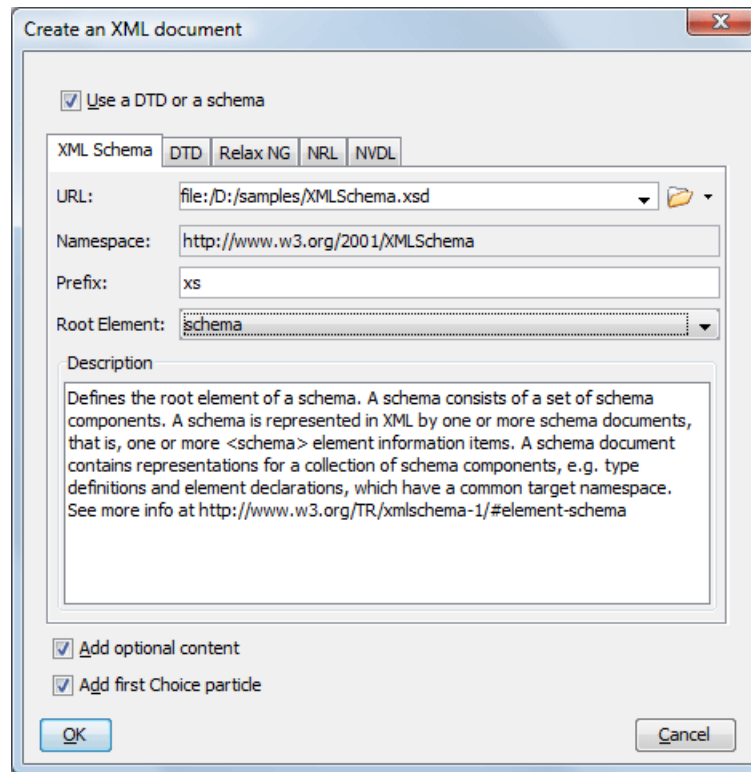 Create an XML document
Use a DTD or a schema
XML Schema DTD Relax NG NRL NVDL
URL: file:/D:/samples/XMLSchema.xsd
Namespace: http://www.w3.org/2001/XMLSchema
Prefix: xs
Root Element: schema
Description
Defines the root element of a schema. A schema consists of a set of schema
components. A schema is represented in XML by one or more schema documents,
that is, one or more <schema> element information items. A schema document
contains representations for a collection of schema components, e.g. type
definitions and element declarations, which have a common target namespace.
See more info at http://www.w3.org/TR/xmlschema-1/#element-schema
Add optional content
Add first Choice particle
OK Cancel